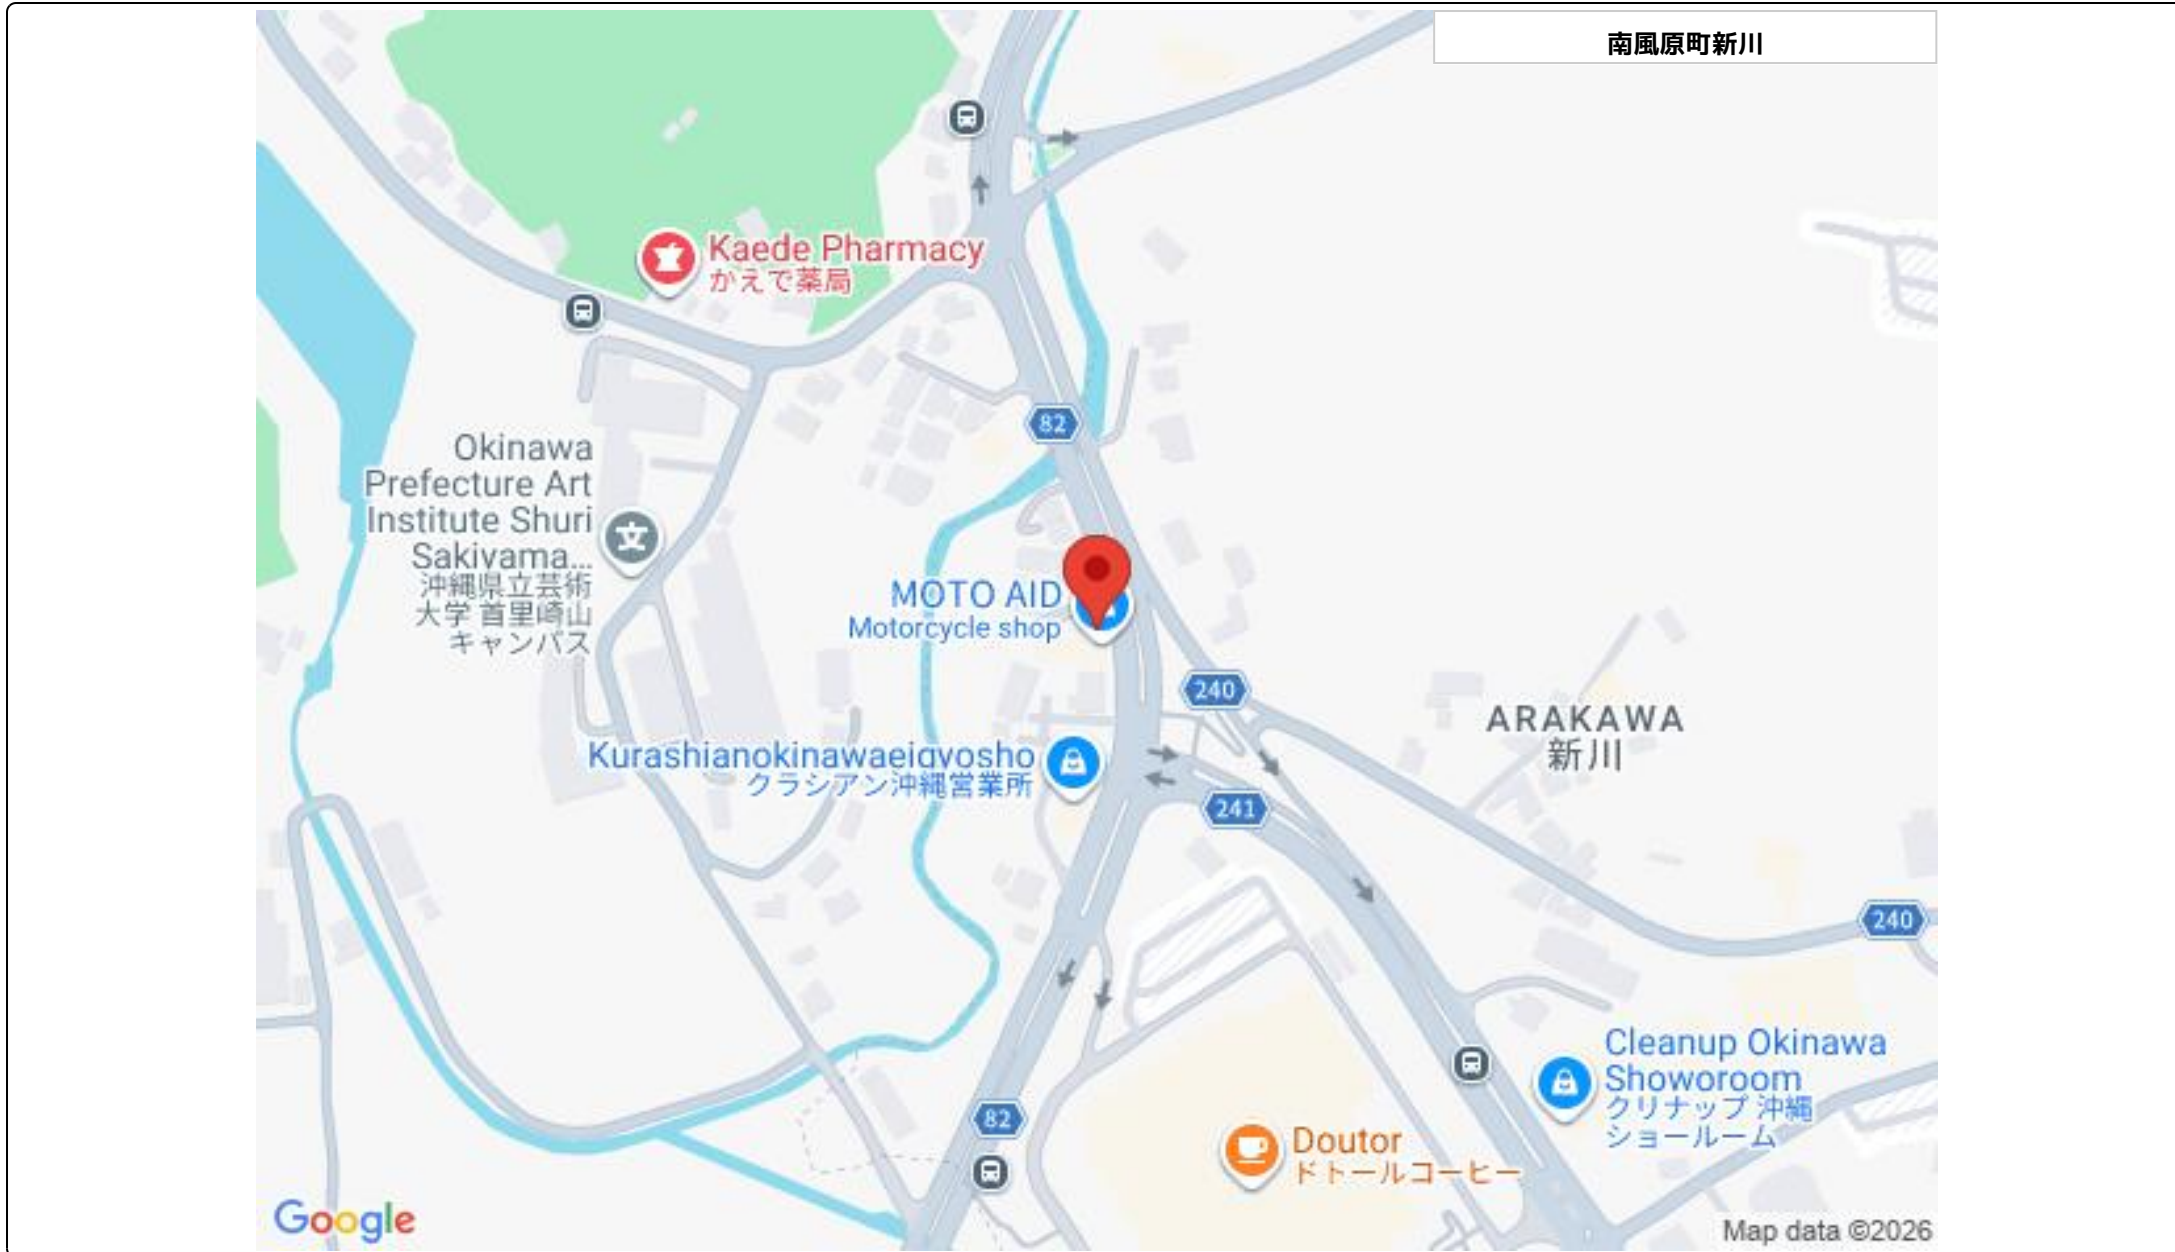 南風原町新川
Kaede Pharmacy
かえで薬局
82
Okinawa
Prefecture Art
Institute Shuri
Sakiyama...
沖縄県立芸術
大学 首里崎山
キャンパス
文
MOTO AID
Motorcycle shop
240
ARAKAWA
新川
Kurashianokinawaeigyosho
クラシアン沖縄営業所
241
240
Cleanup Okinawa
Showoroom
クリナップ 沖縄
ショールーム
82
Doutor
ドトールコーヒー
Google
Map data ©2026